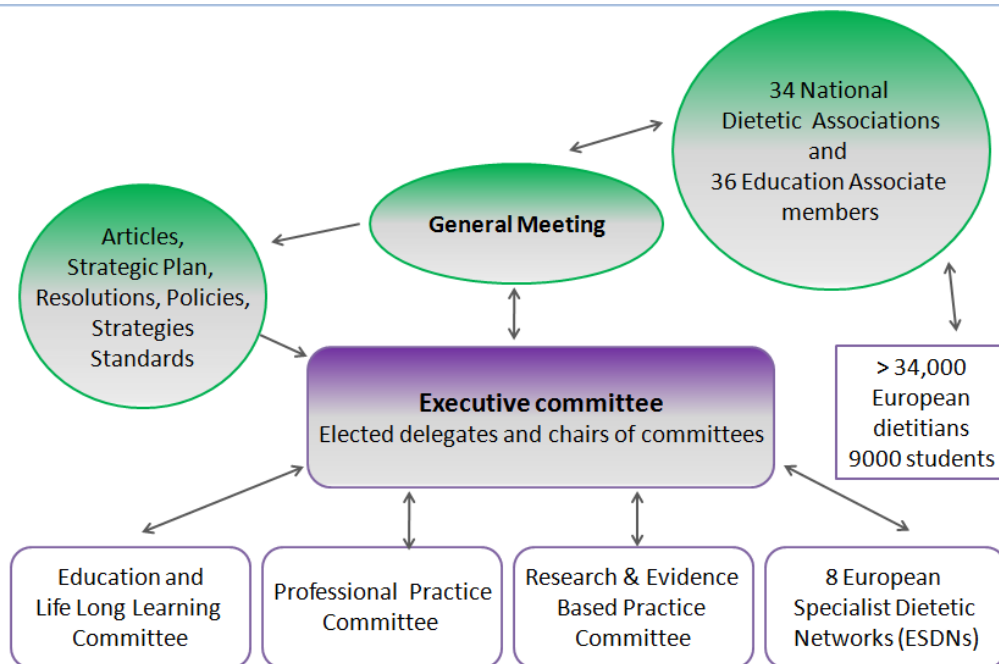 34 National
Dietetic Associations
and
36 Education Associate
members
General Meeting
Articles,
Strategic Plan,
Resolutions, Policies,
Strategies
Standards
> 34,000
European
dietitians
9000 students
Executive committee
Elected delegates and chairs of committees
Education and
Life Long Learning
Committee
Professional Practice
Committee
Research & Evidence
Based Practice
Committee
8 European
Specialist Dietetic
Networks (ESDNs)